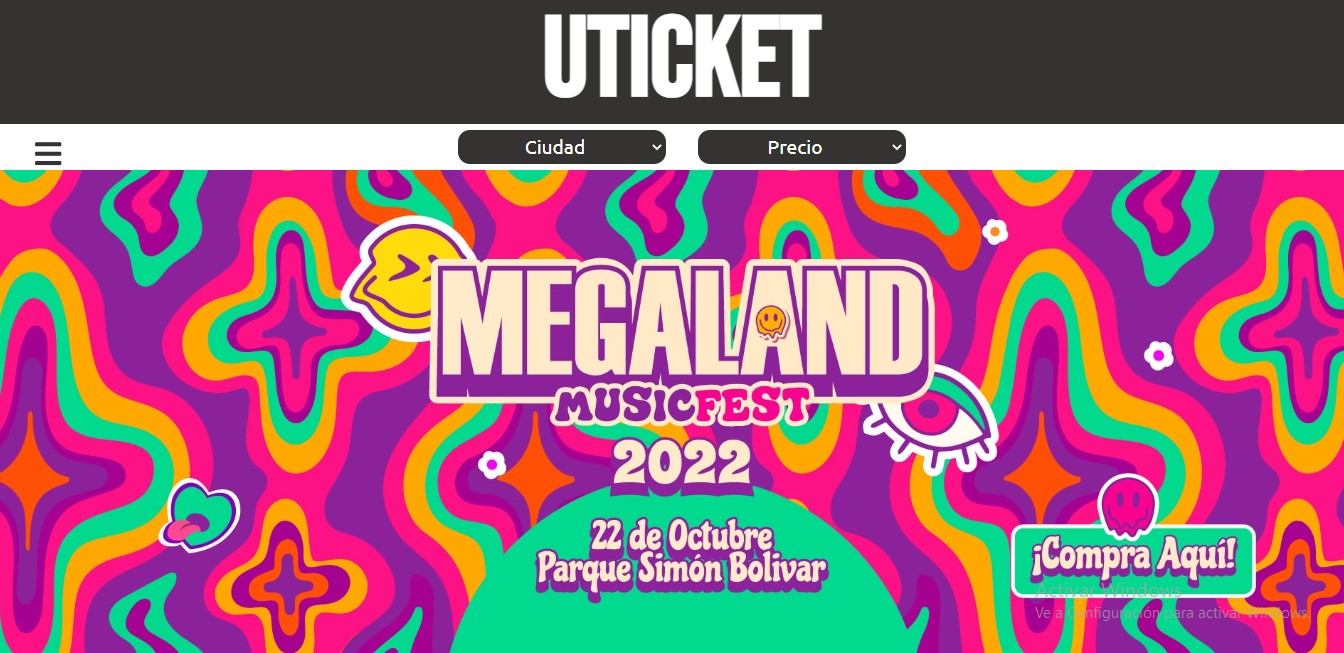 UTICKET
Ciudad
Precio
MEGALAND
MUSICFEST
2022
22 de Octubre
Parque Simón Bolívar
¡Compra Aquí!
Activar Windows
Ve a Configuración para activar Windows.